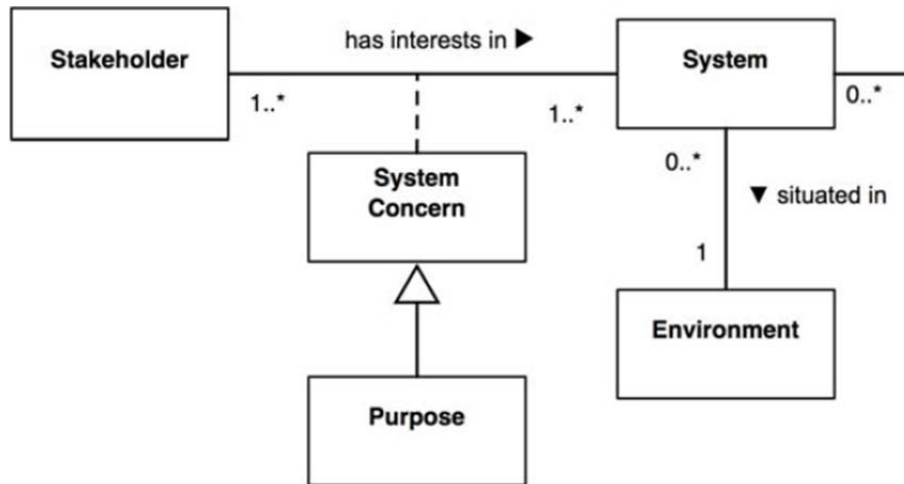 Stakeholder
has interests in ▶
System
1..*
1..*
0..*
System
Concern
0..*
▼ situated in
1
Environment
Purpose